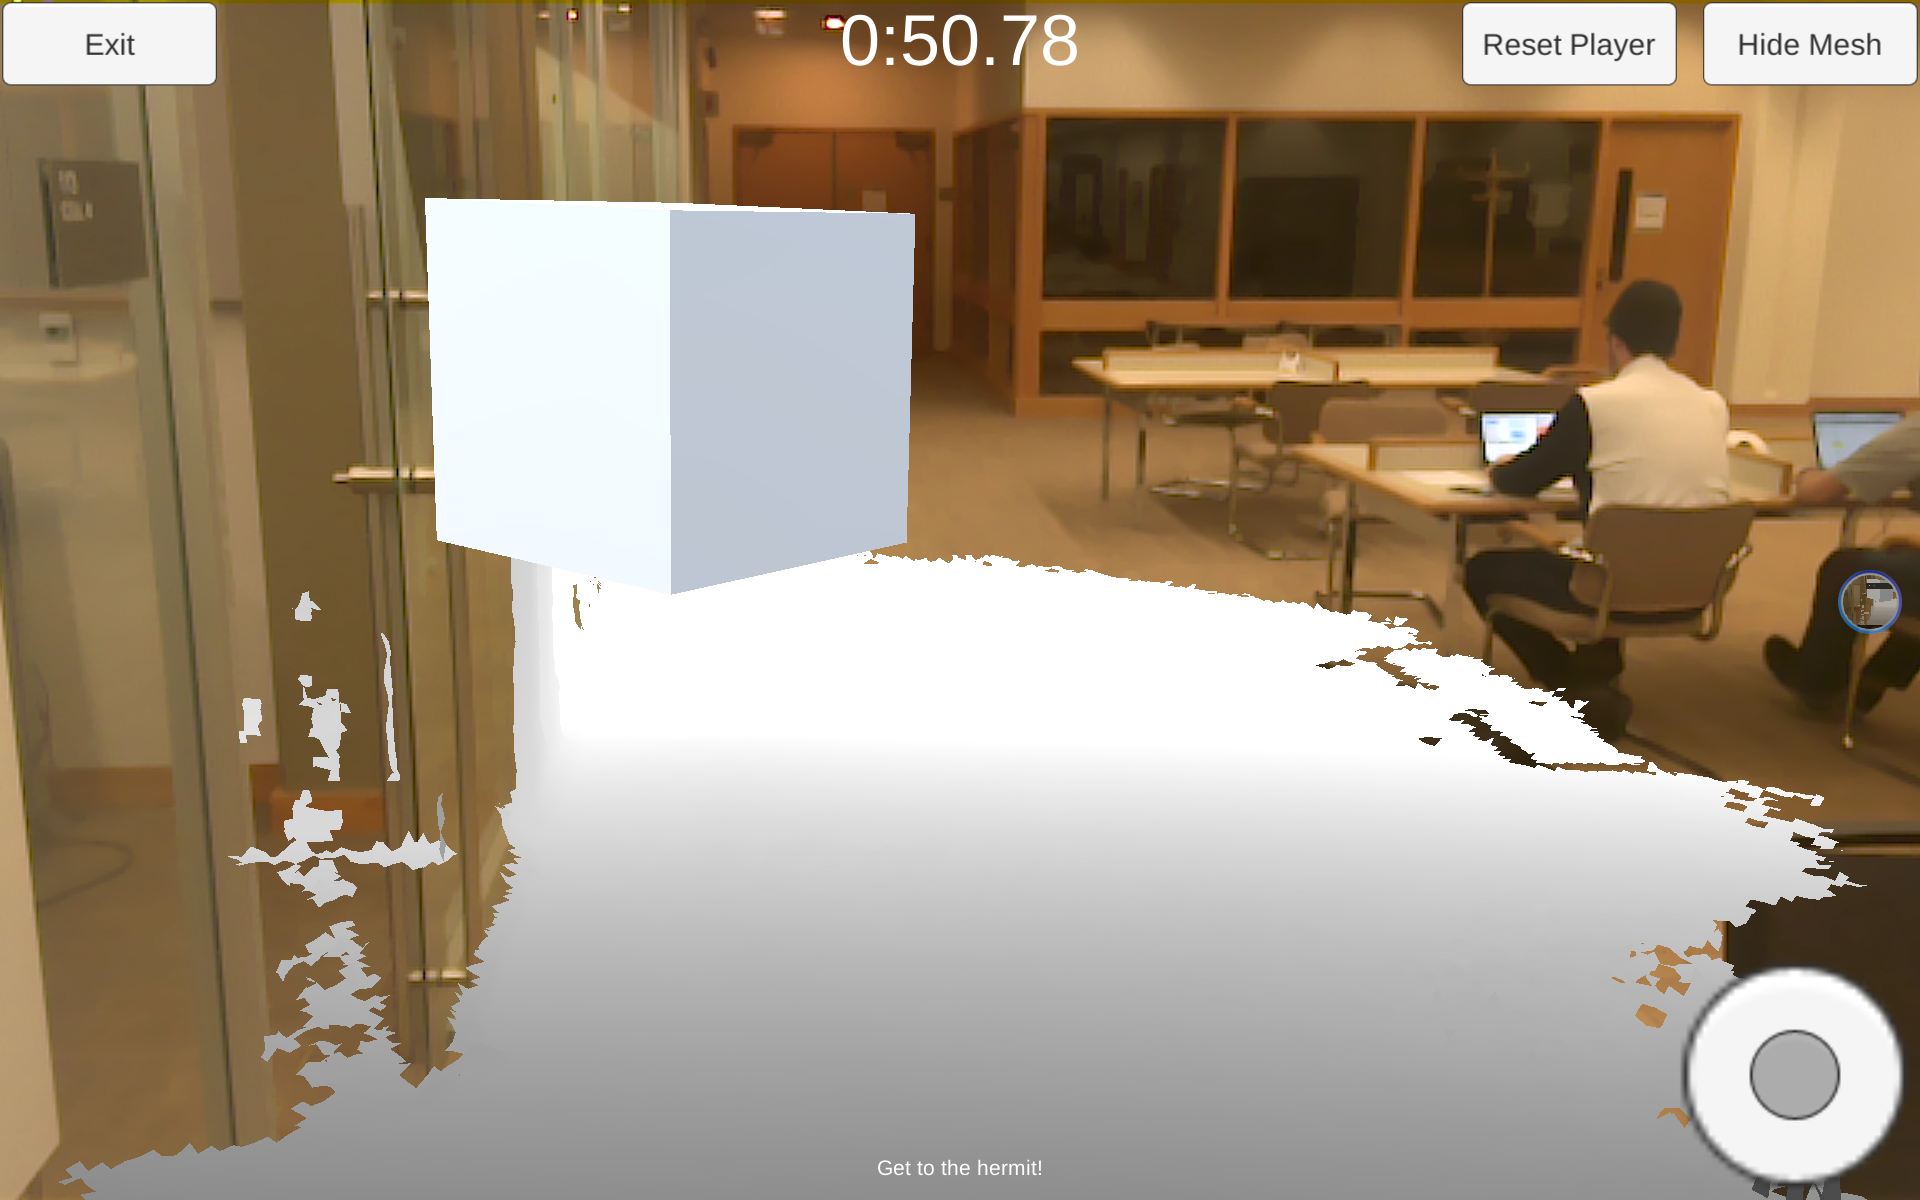 Exit
0:50.78
Reset Player
Hide Mesh
Get to the hermit!